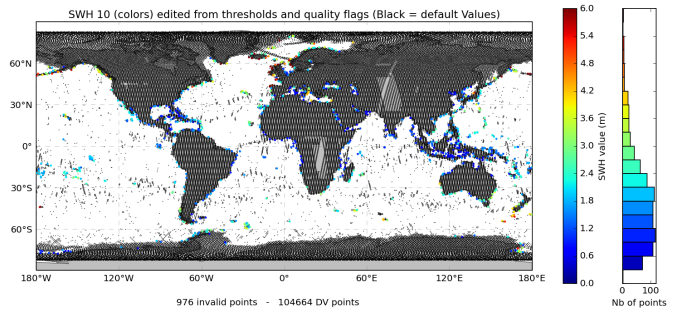 SWH 10 (colors) edited from thresholds and quality flags (Black = default Values)
60°N
30°N
0°
30°S
60°S
180°W
120°W
60°W
0°
60°E
120°E
180°E
976 invalid points - 104664 DV points
6.0
5.4
4.8
4.2
3.6
3.0
2.4
1.8
1.2
0.6
0.0
SWH value (m)
0
100
Nb of points